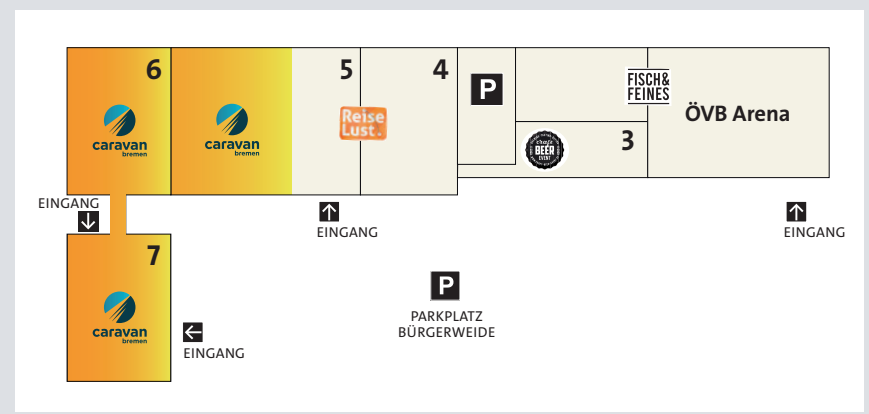 6
caravan
bremen
caravan
bremen
5
Reise
Lust.
4
P
FISCH&
FEINES
ÖVB Arena
craft
BEER
EVENT
3
EINGANG
EINGANG
EINGANG
7
caravan
bremen
EINGANG
P
PARKPLATZ
BÜRGERWEIDE